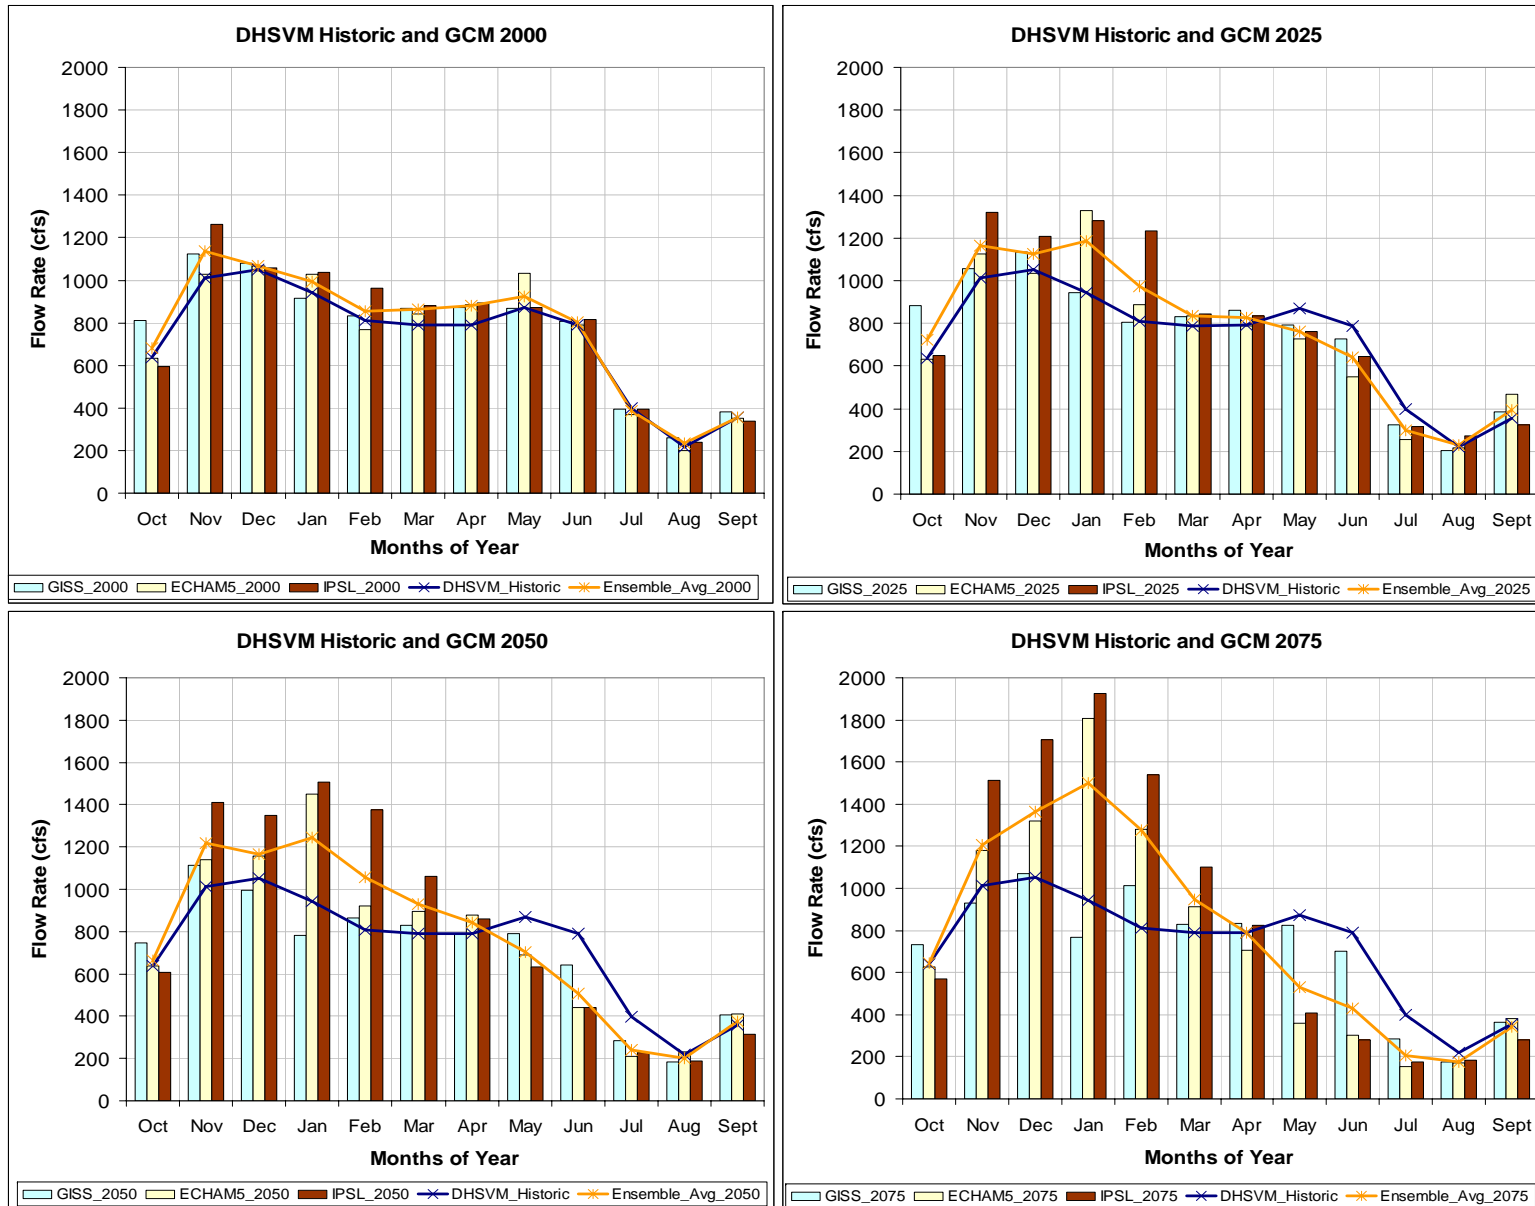 DHSVM Historic and GCM 2000
2000
1800
1600
1400
1200
1000
800
600
400
200
0
Flow Rate (cfs)
Oct Nov Dec Jan Feb Mar Apr May Jun Jul Aug Sept
Months of Year
GISS_2000 ECHAM5_2000 IPSL_2000 DHSVM_Historic Ensemble_Avg_2000
DHSVM Historic and GCM 2025
2000
1800
1600
1400
1200
1000
800
600
400
200
0
Flow Rate (cfs)
Oct Nov Dec Jan Feb Mar Apr May Jun Jul Aug Sept
Months of Year
GISS_2025 ECHAM5_2025 IPSL_2025 DHSVM_Historic Ensemble_Avg_2025
DHSVM Historic and GCM 2050
2000
1800
1600
1400
1200
1000
800
600
400
200
0
Flow Rate (cfs)
Oct Nov Dec Jan Feb Mar Apr May Jun Jul Aug Sept
Months of Year
GISS_2050 ECHAM5_2050 IPSL_2050 DHSVM_Historic Ensemble_Avg_2050
DHSVM Historic and GCM 2075
2000
1800
1600
1400
1200
1000
800
600
400
200
0
Flow Rate (cfs)
Oct Nov Dec Jan Feb Mar Apr May Jun Jul Aug Sept
Months of Year
GISS_2075 ECHAM5_2075 IPSL_2075 DHSVM_Historic Ensemble_Avg_2075